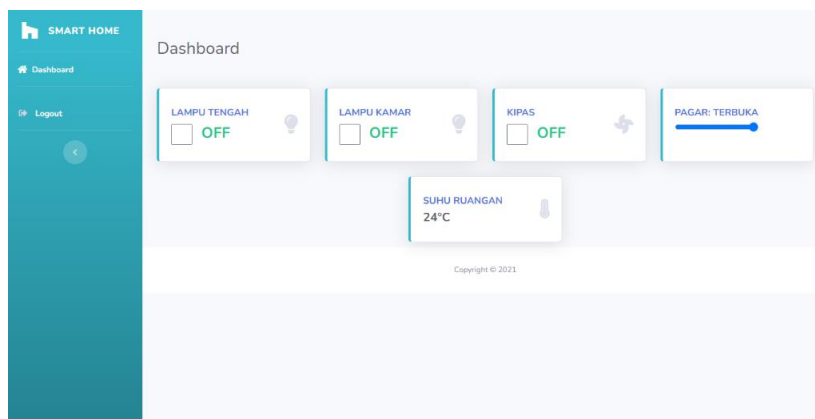 SMART HOME
Dashboard
Logout
Dashboard
LAMPU TENGAH
OFF
LAMPU KAMAR
OFF
KIPAS
OFF
PAGAR: TERBUKA
SUHU RUANGAN
24°C
Copyright © 2021